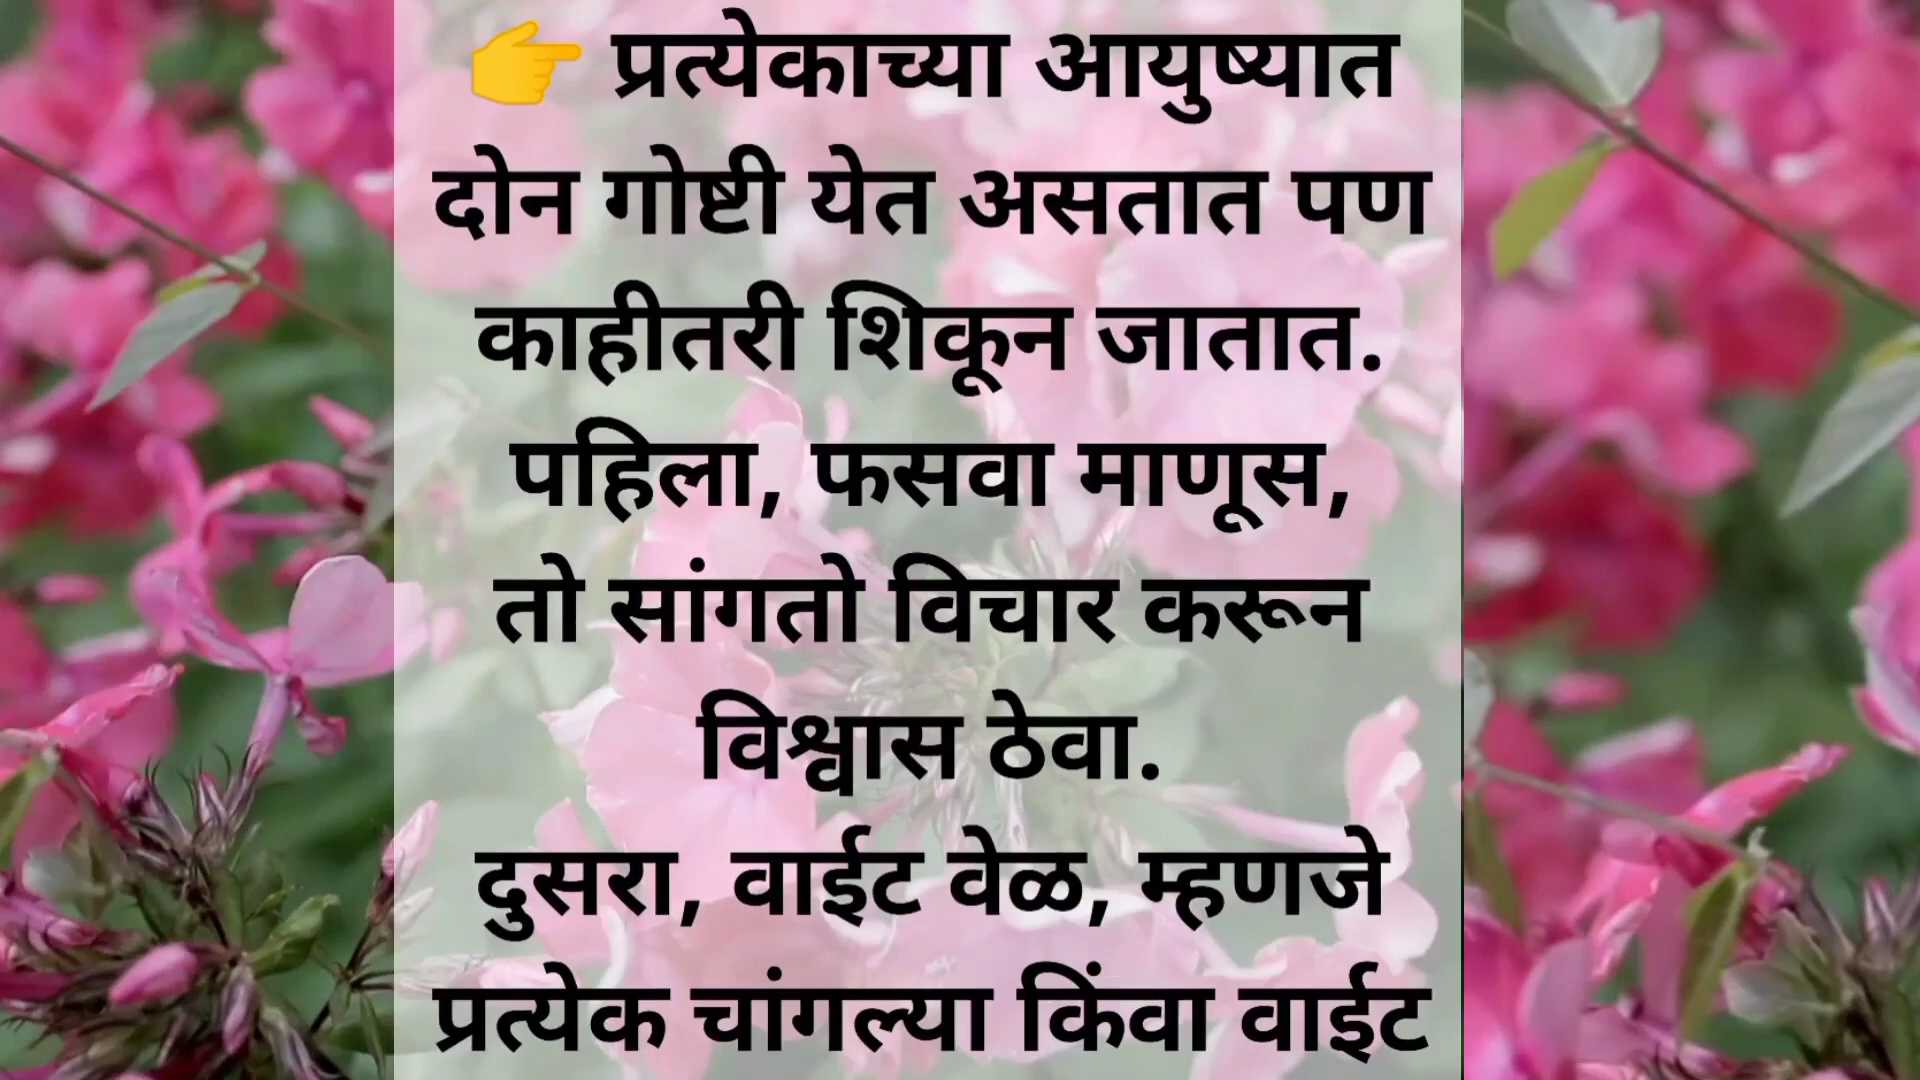 👉 प्रत्येकाच्या आयुष्यात
दोन गोष्टी येत असतात पण
काहीतरी शिकून जातात.
पहिला, फसवा माणूस,
तो सांगतो विचार करून
विश्वास ठेवा.
दुसरा, वाईट वेळ, म्हणजे
प्रत्येक चांगल्या किंवा वाईट